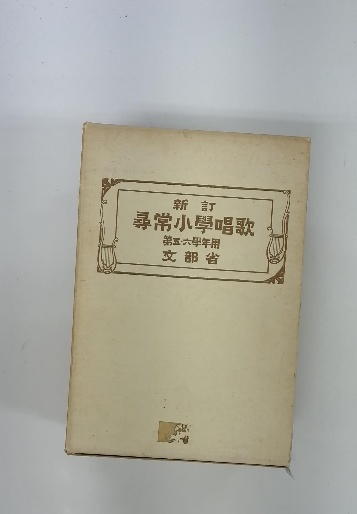 新訂
尋常小學唱歌
第五・六學年用
文部省